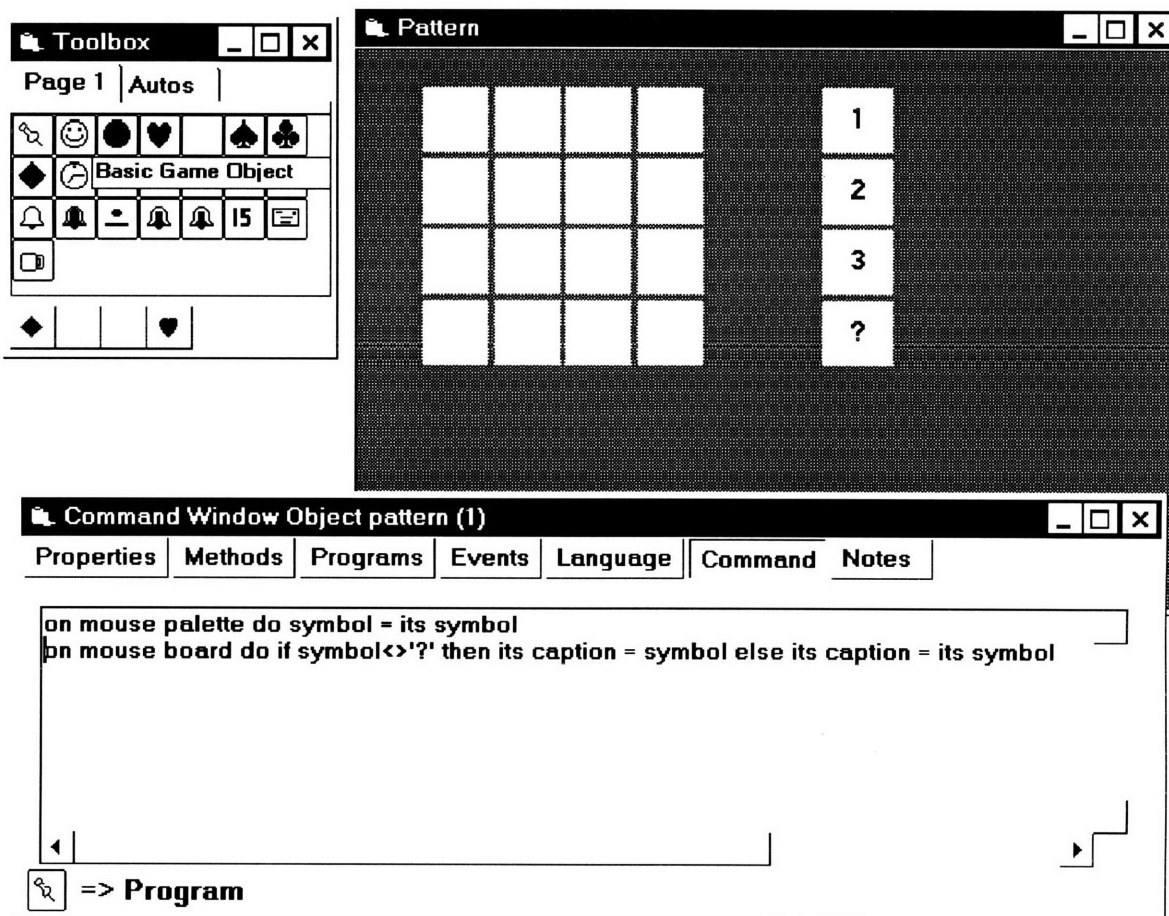 Toolbox
Page 1 Autos
Basic Game Object
15
Pattern
1
2
3
?
Command Window Object pattern (1)
Properties Methods Programs Events Language Command Notes
on mouse palette do symbol = its symbol
on mouse board do if symbol<>'?' then its caption = symbol else its caption = its symbol
=> Program